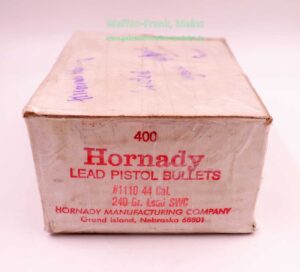 Waffen-Frank, Mainz
400
Hornady
LEAD PISTOL BULLETS
#1110 44 Cal.
240 Gr. Lead SWC
HORNADY MANUFACTURING COMPANY
Grand Island, Nebraska 68801